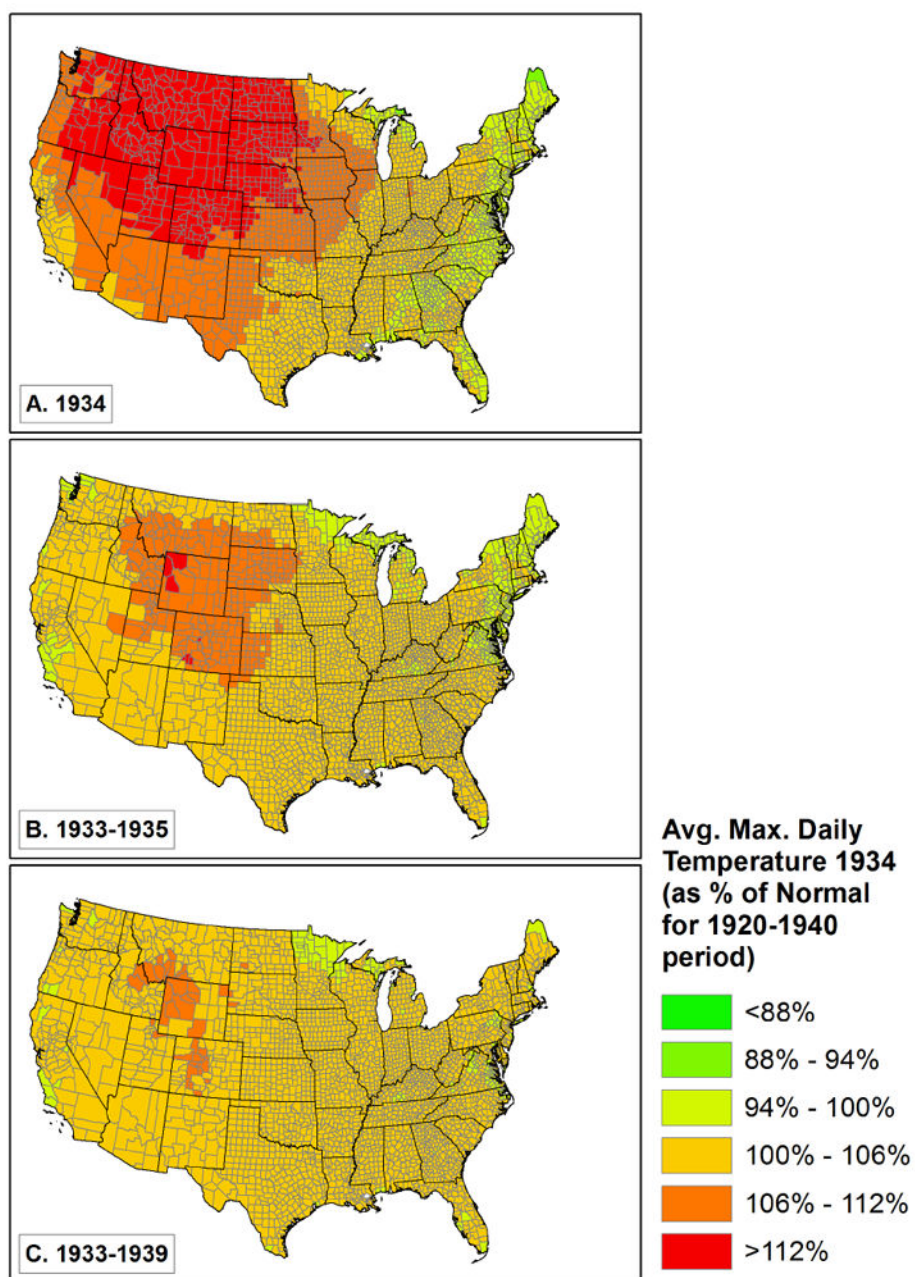 A. 1934
B. 1933-1935
C. 1933-1939
Avg. Max. Daily
Temperature 1934
(as % of Normal
for 1920-1940
period)
<88%
88% - 94%
94% - 100%
100% - 106%
106% - 112%
>112%